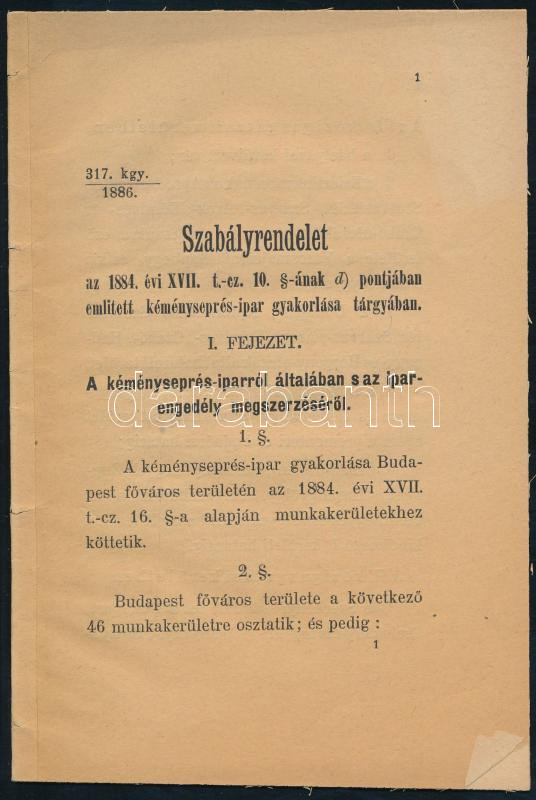 1
317. kgy.
1886.
Szabályrendelet
az 1884. évi XVII. t.-cz. 10. §-ának d) pontjában
emlitett kéményseprés-ipar gyakorlása tárgyában.
I. FEJEZET.
A kéményseprés-iparról általában s az ipar-
engedély megszerzéséről.
darabanth
1. §.
A kéményseprés-ipar gyakorlása Buda-
pest főváros területén az 1884. évi XVII.
t.-cz. 16. §-a alapján munkakerületekhez
köttetik.
2. §.
Budapest főváros területe a következő
46 munkakerületre osztatik; és pedig :
1